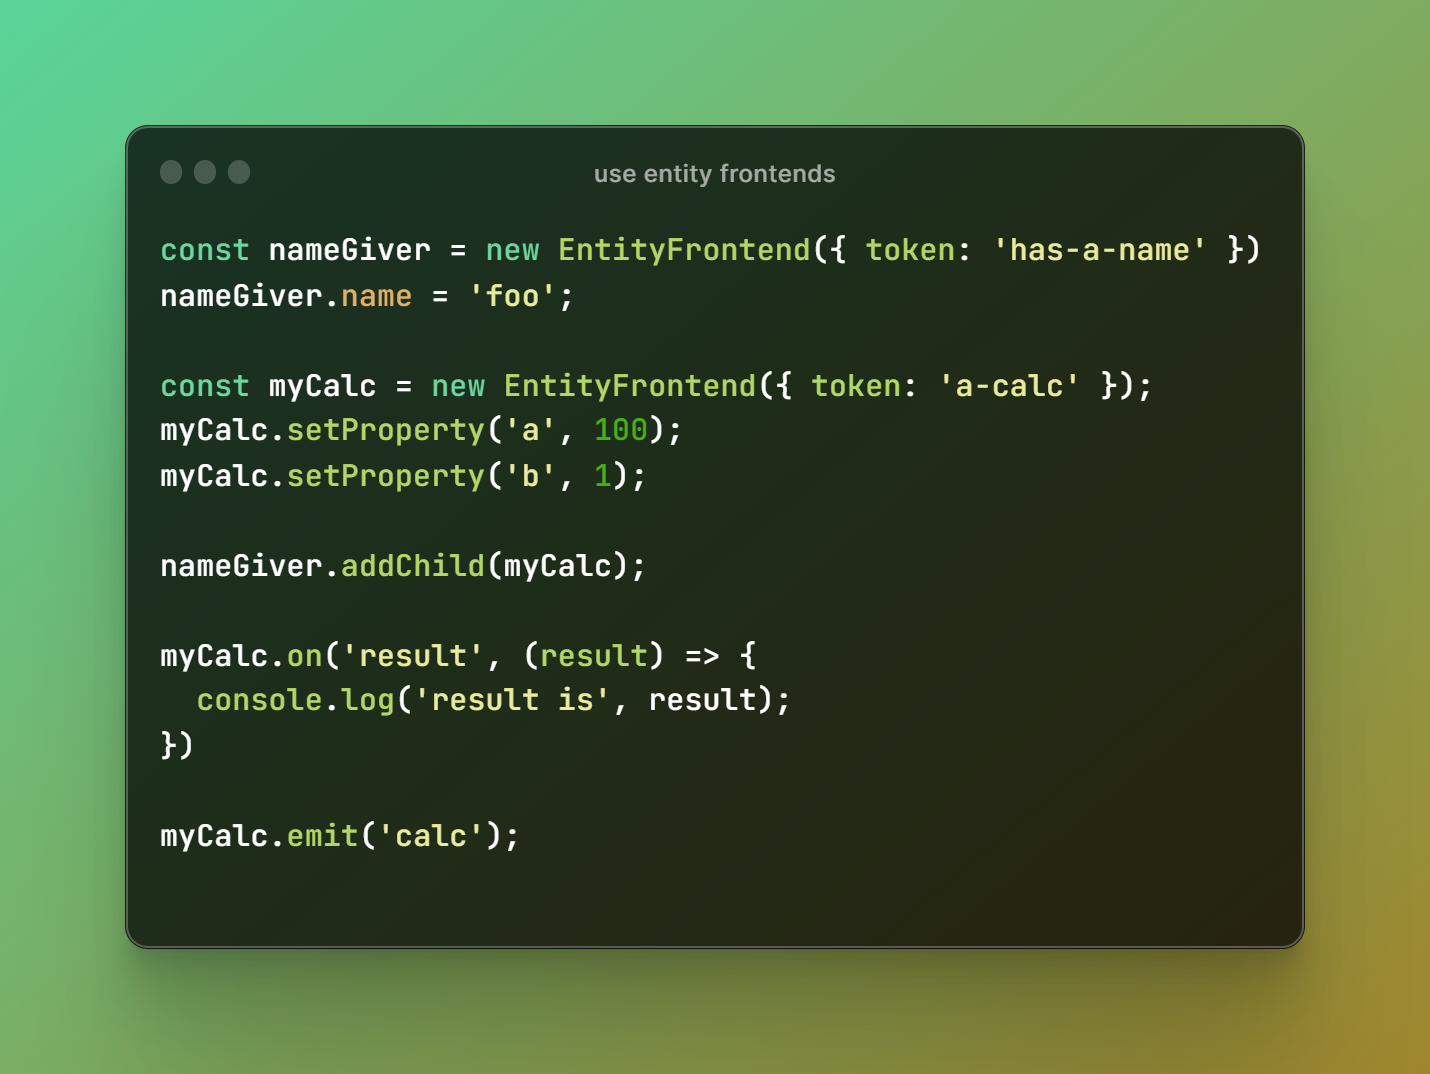 use entity frontends
const nameGiver = new EntityFrontend({ token: 'has-a-name' })
nameGiver.name = 'foo';
const myCalc = new EntityFrontend({ token: 'a-calc' });
myCalc.setProperty('a', 100);
myCalc.setProperty('b', 1);
nameGiver.addChild(myCalc);
myCalc.on('result', (result) => {
  console.log('result is', result);
})
myCalc.emit('calc');